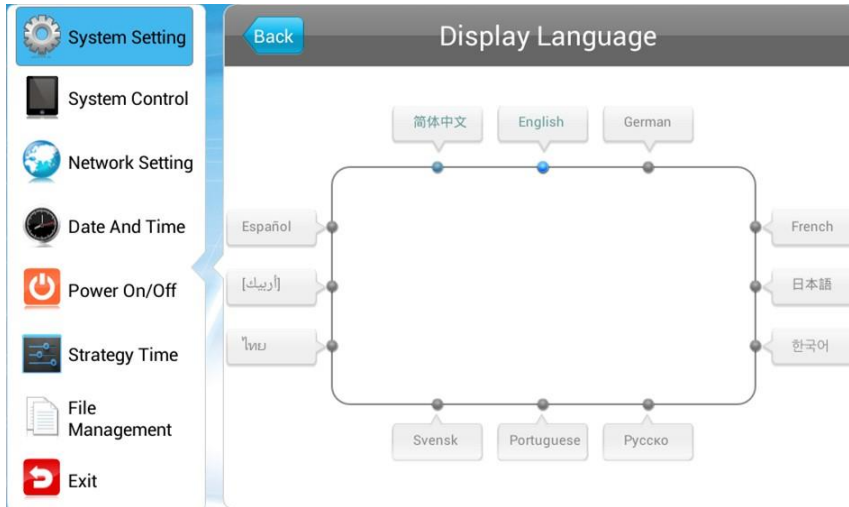 System Setting
System Control
Network Setting
Date And Time
Power On/Off
Strategy Time
File
Management
Exit
Back
Display Language
简体中文
English
German
Español
French
[أربيك]
日本語
ไทย
한국어
Svensk
Portuguese
Русско